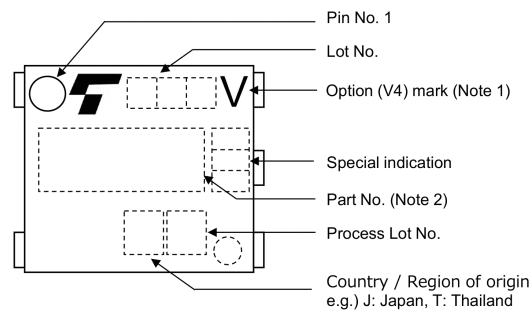 Pin No. 1
Lot No.
V
Option (V4) mark (Note 1)
Special indication
Part No. (Note 2)
Process Lot No.
Country / Region of origin
e.g.) J: Japan, T: Thailand